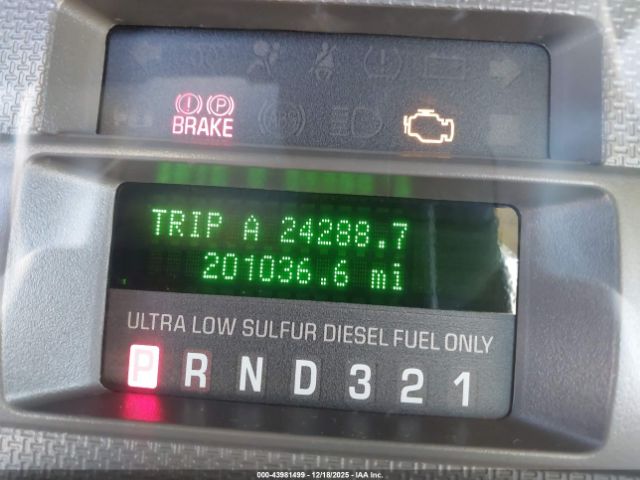 BRAKE
TRIP A 24288.7
201036.6 mi
ULTRA LOW SULFUR DIESEL FUEL ONLY
P R N D 3 2 1
000-43981499 - 12/18/2025 - IAA Inc.